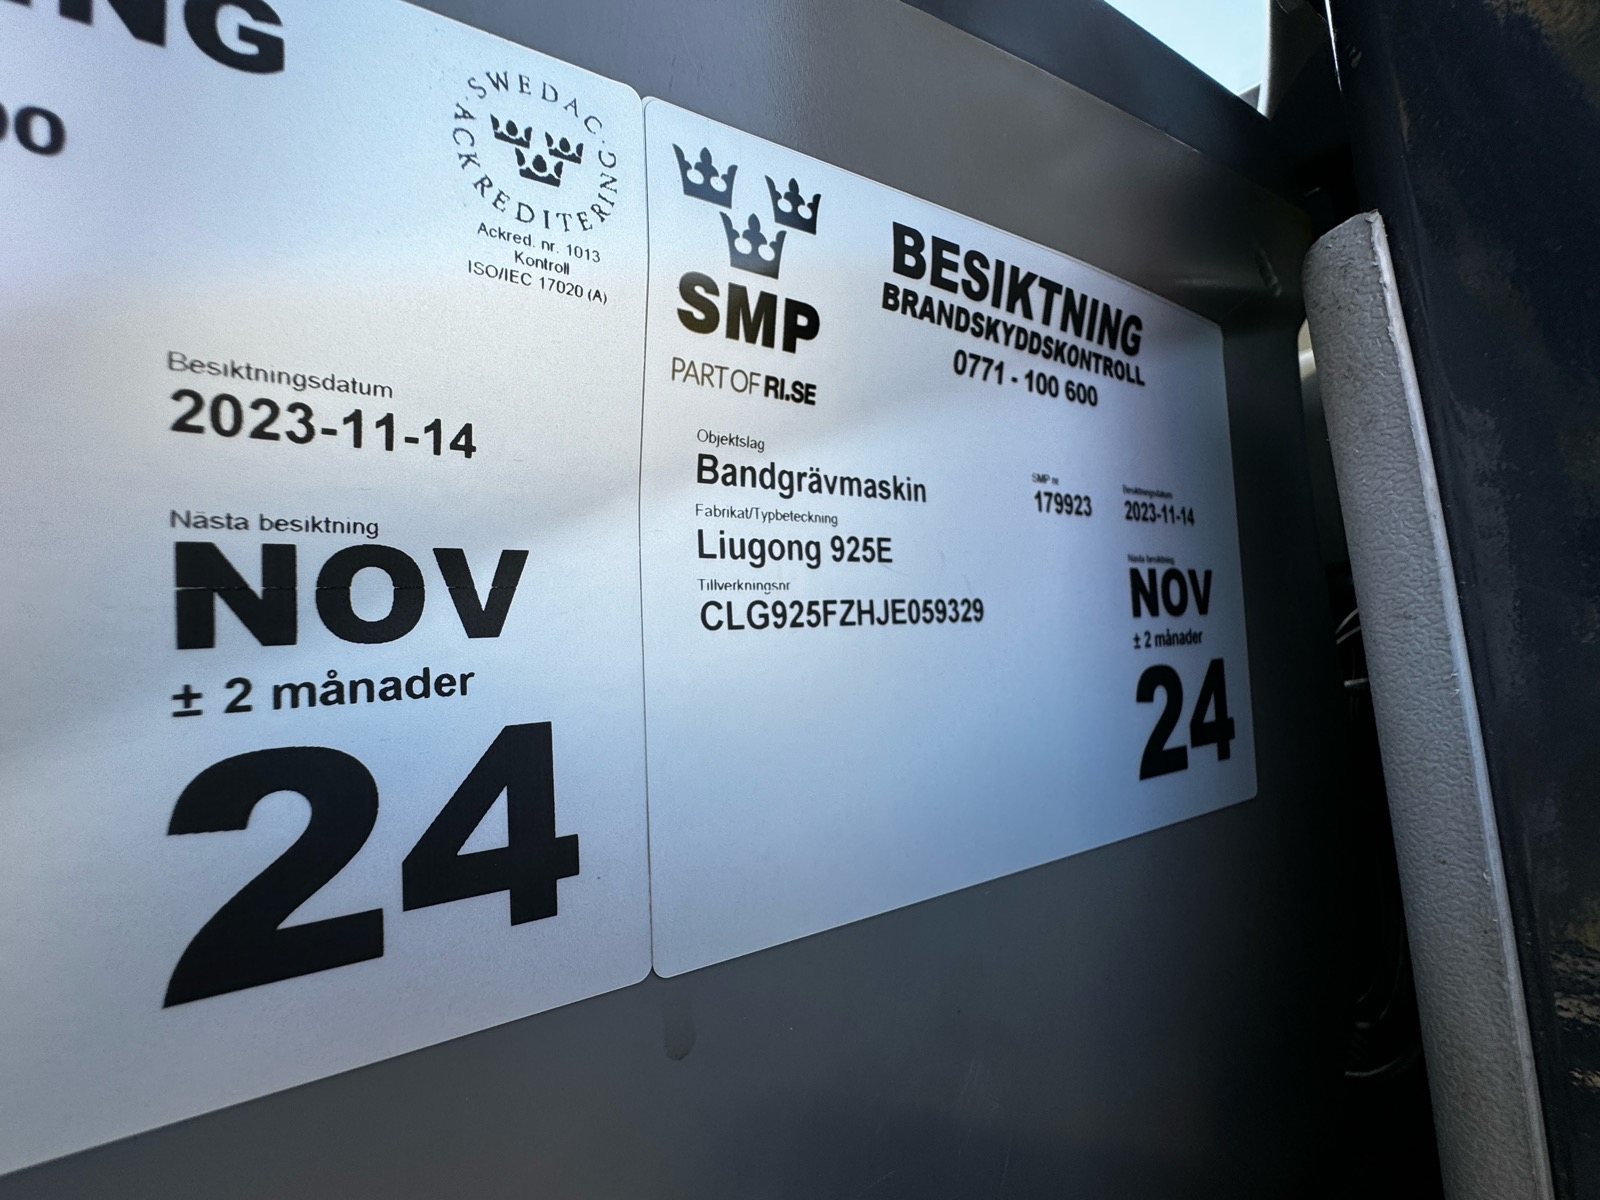 NG
00
SWEDAC
ACKREDITERING
Ackred. nr. 1013
Kontroll
ISO/IEC 17020 (A)
Besiktningsdatum
2023-11-14
Nästa besiktning
NOV
± 2 månader
24
SMP
PART OF RI.SE
BESIKTNING
BRANDSKYDDSKONTROLL
0771 - 100 600
Objektslag
Bandgrävmaskin
Fabrikat/Typbeteckning
Liugong 925E
Tillverkningsnr
CLG925FZHJE059329
SMP nr
179923
Besiktningsdatum
2023-11-14
Nästa besiktning
NOV
± 2 månader
24